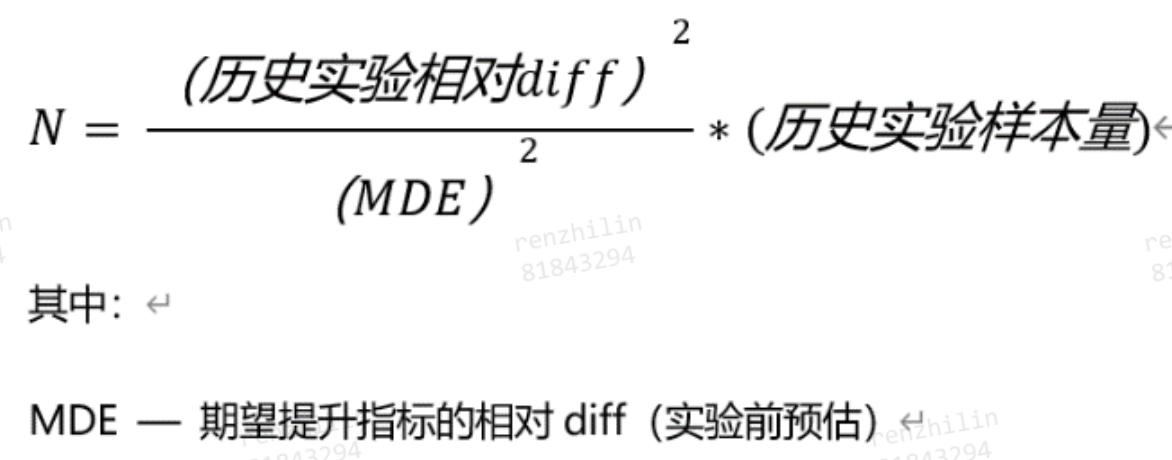 N = (历史实验相对diff)² / (MDE)² * (历史实验样本量)↵
其中：↵
MDE — 期望提升指标的相对 diff（实验前预估）↵
renzhilin
81843294
renzhilin
81843294